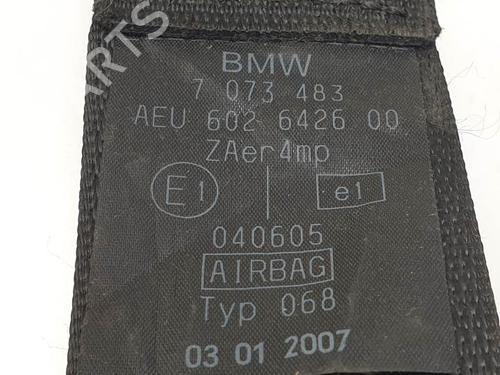 BMW
7 073 483
AEU 602 6426 00
ZAer4mp
E1 e1
040605
AIRBAG
Typ 068
03 01 2007